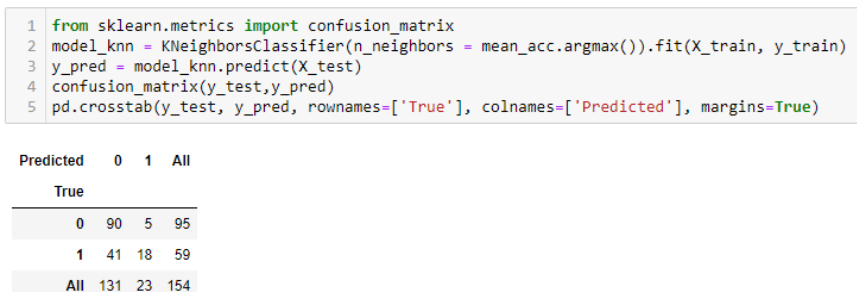 1 from sklearn.metrics import confusion_matrix
2 model_knn = KNeighborsClassifier(n_neighbors = mean_acc.argmax()).fit(X_train, y_train)
3 y_pred = model_knn.predict(X_test)
4 confusion_matrix(y_test,y_pred)
5 pd.crosstab(y_test, y_pred, rownames=['True'], colnames=['Predicted'], margins=True)
Predicted 0 1 All
True
0 90 5 95
1 41 18 59
All 131 23 154